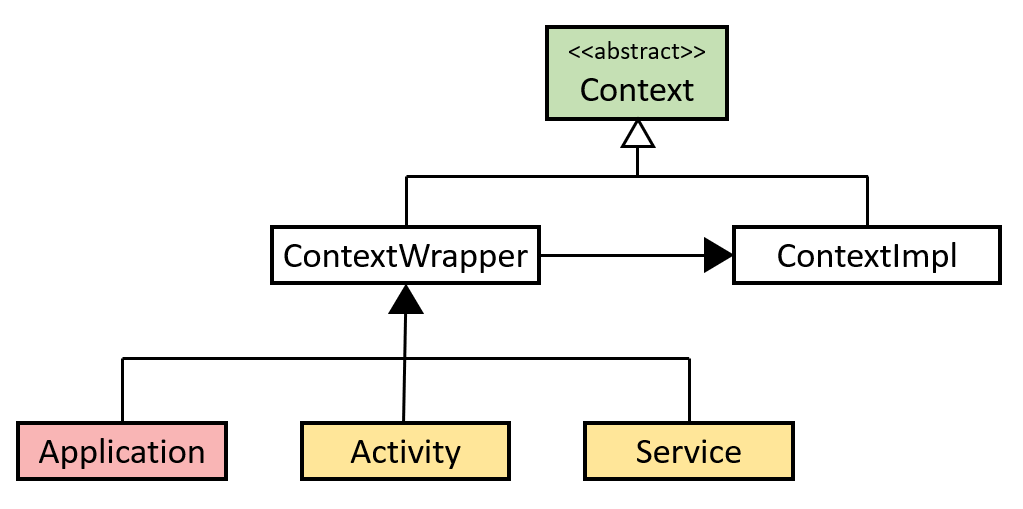 <<abstract>>
Context
ContextWrapper
ContextImpl
Application
Activity
Service